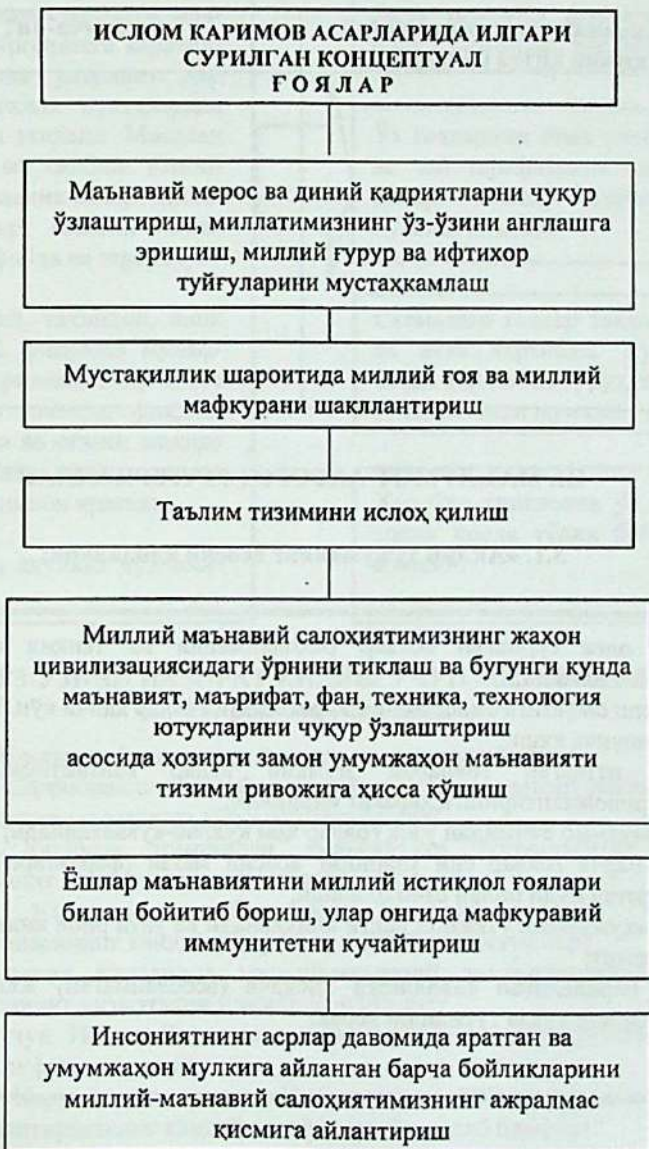 ИСЛОМ КАРИМОВ АСАРЛАРИДА ИЛГАРИ
СУРИЛГАН КОНЦЕПТУАЛ
ҒОЯЛАР
Маънавий мерос ва диний қадриятларни чуқур
ўзлаштириш, миллатимизнинг ўз-ўзини англашга
эришиш, миллий ғурур ва ифтихор
туйғуларини мустаҳкамлаш
Мустақиллик шароитида миллий ғоя ва миллий
мафкурани шакллантириш
Таълим тизимини ислоҳ қилиш
Миллий маънавий салоҳиятимизнинг жаҳон
цивилизациясидаги ўрнини тиклаш ва бугунги кунда
маънавият, маърифат, фан, техника, технология
ютуқларини чуқур ўзлаштириш
асосида ҳозирги замон умумжаҳон маънавияти
тизими ривожига ҳисса қўшиш
Ёшлар маънавиятини миллий истиқлол ғоялари
билан бойитиб бориш, улар онгида мафкуравий
иммунитетни кучайтириш
Инсониятнинг асрлар давомида яратган ва
умумжаҳон мулкига айланган барча бойликларини
миллий-маънавий салоҳиятимизнинг ажралмас
қисмига айлантириш